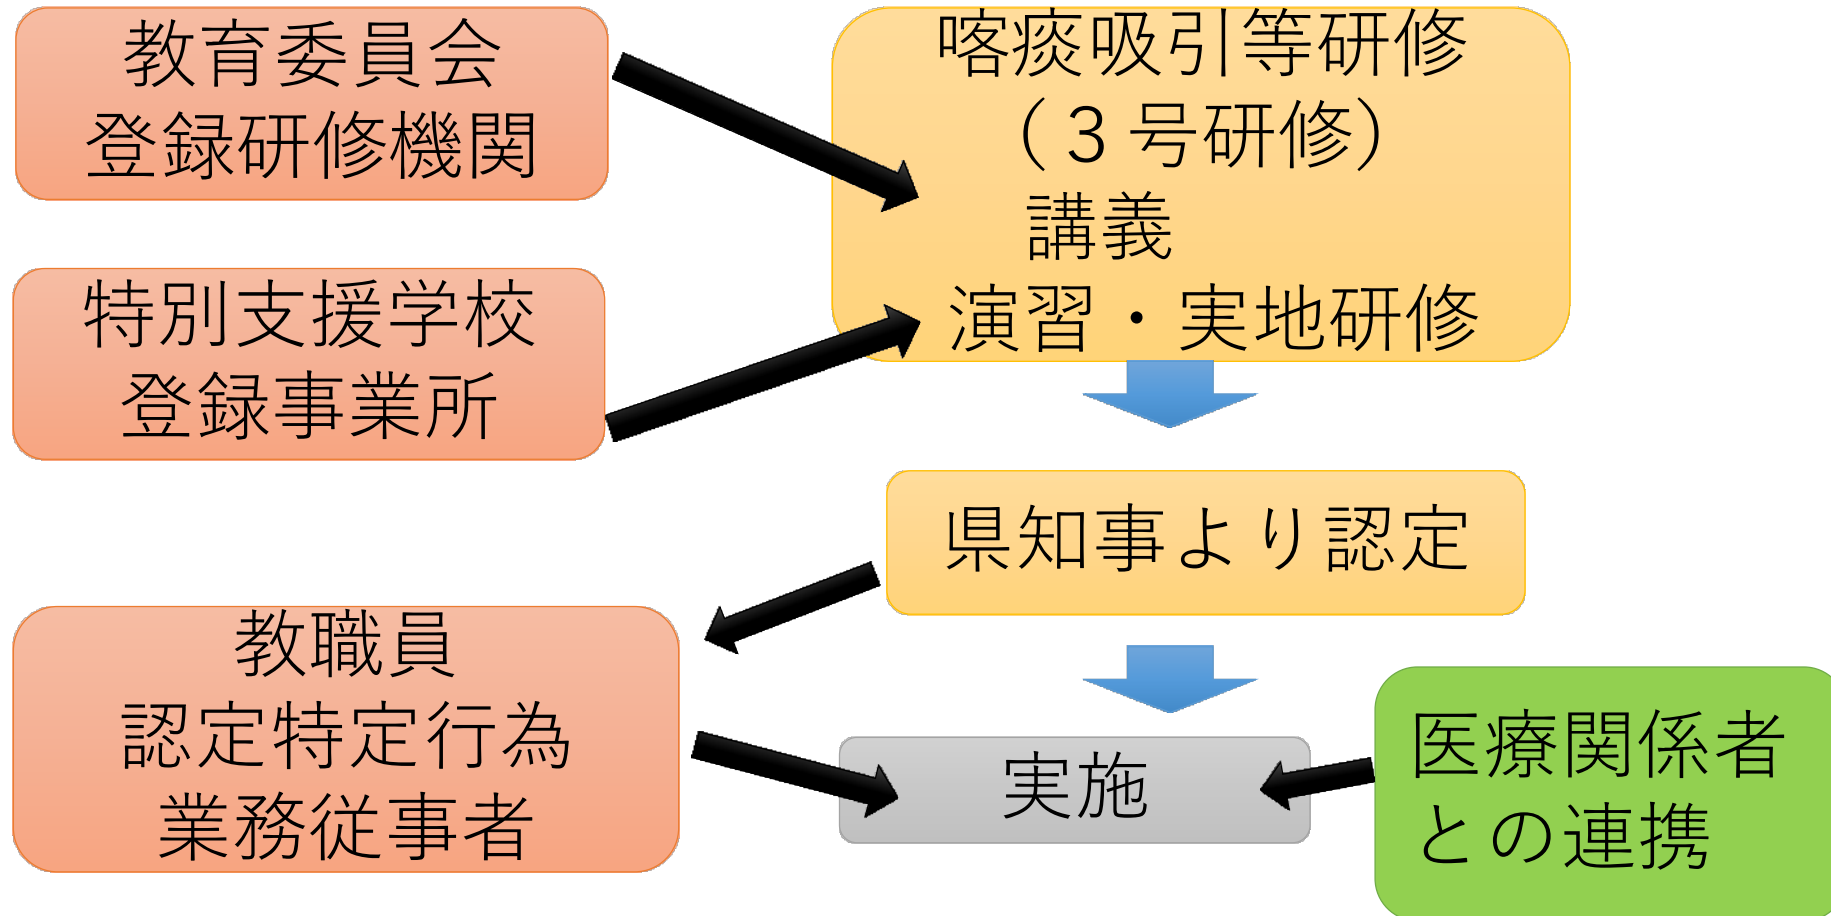 教育委員会
登録研修機関
喀痰吸引等研修
（３号研修）
講義
演習・実地研修
特別支援学校
登録事業所
県知事より認定
教職員
認定特定行為
業務従事者
実施
医療関係者
との連携